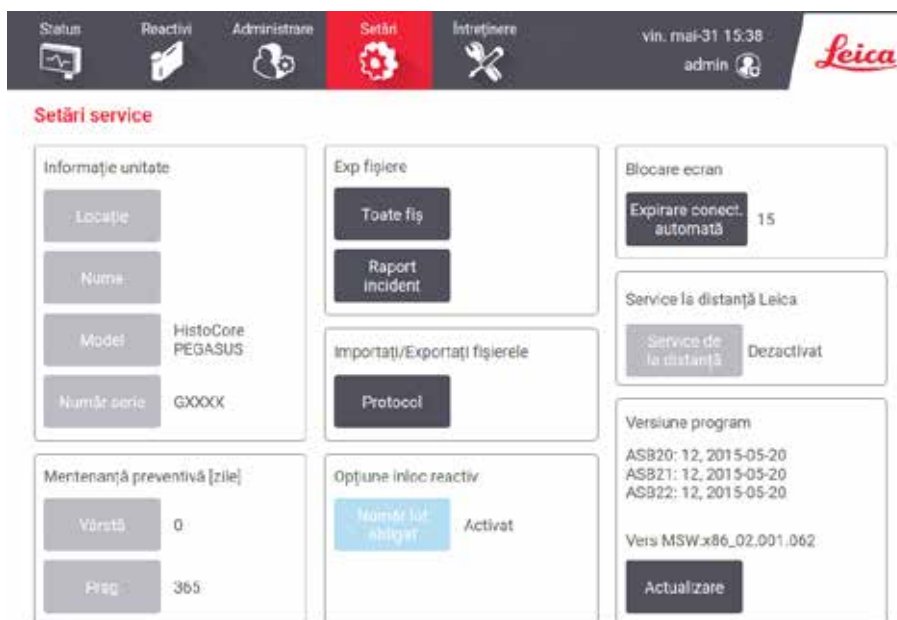 Status
Reactivi
Administrare
Setări
Întreținere
vin. mai-31 15:38
admin
Leica
Setări service
Informație unitate
Locație
Nume
Model
HistoCore
PEGASUS
Număr serie
GXXXX
Mentenanță preventivă [zile]
Vârstă
0
Prag
365
Exp fișiere
Toate fiș
Raport
incident
Importați/Exportați fișierele
Protocol
Opțiune inloc reactiv
Număr lot
obligat
Activat
Blocare ecran
Expirare conect.
automată
15
Service la distanță Leica
Service de
la distanță
Dezactivat
Versiune program
ASB20: 12, 2015-05-20
ASB21: 12, 2015-05-20
ASB22: 12, 2015-05-20
Vers MSW:x86_02.001.062
Actualizare